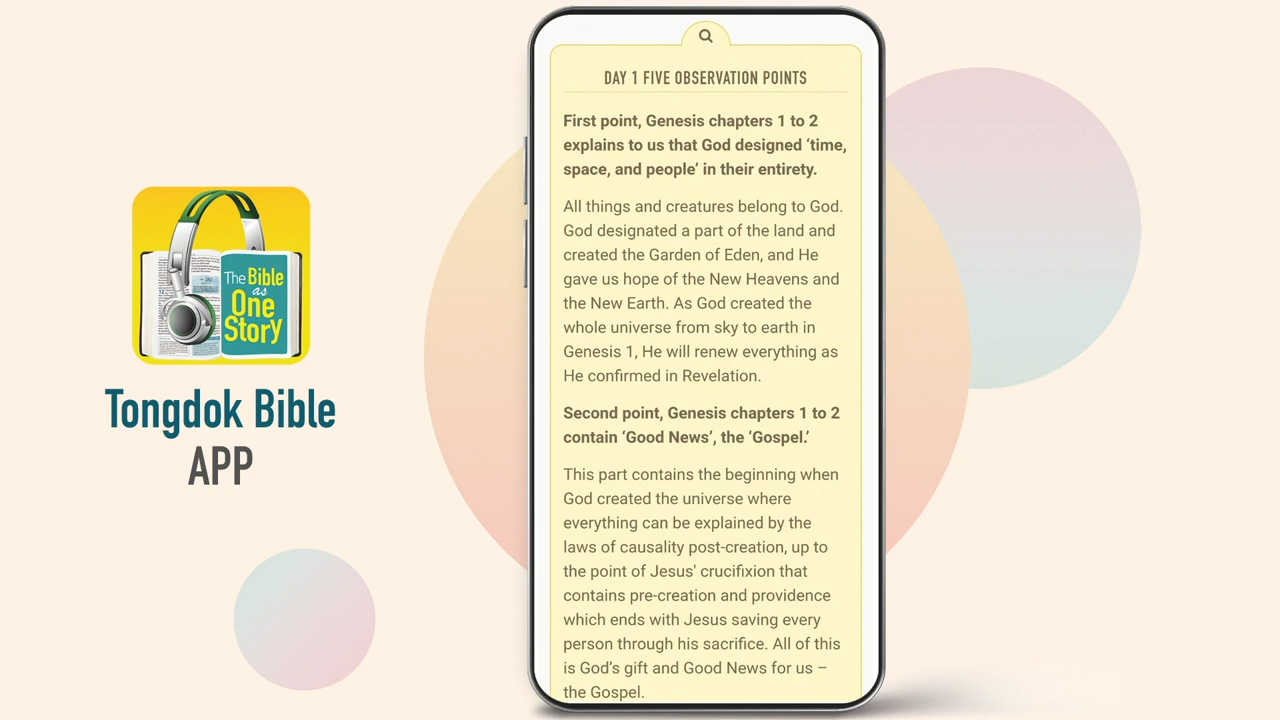 The Bible
as
One
Story
Tongdok Bible
APP
DAY 1 FIVE OBSERVATION POINTS
First point, Genesis chapters 1 to 2
explains to us that God designed ‘time,
space, and people’ in their entirety.
All things and creatures belong to God.
God designated a part of the land and
created the Garden of Eden, and He
gave us hope of the New Heavens and
the New Earth. As God created the
whole universe from sky to earth in
Genesis 1, He will renew everything as
He confirmed in Revelation.
Second point, Genesis chapters 1 to 2
contain ‘Good News’, the ‘Gospel.’
This part contains the beginning when
God created the universe where
everything can be explained by the
laws of causality post-creation, up to
the point of Jesus' crucifixion that
contains pre-creation and providence
which ends with Jesus saving every
person through his sacrifice. All of this
is God’s gift and Good News for us –
the Gospel.